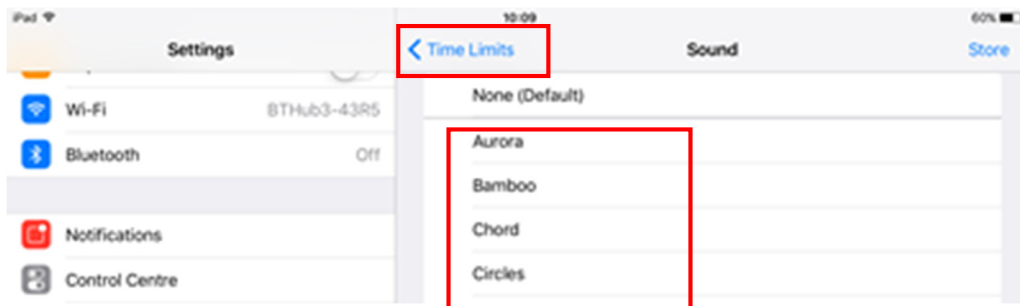 iPad 10:09 60%
Settings
Time Limits Sound Store
Wi-Fi BTHub3-43R5
Bluetooth Off
Notifications
Control Centre
None (Default)
Aurora
Bamboo
Chord
Circles